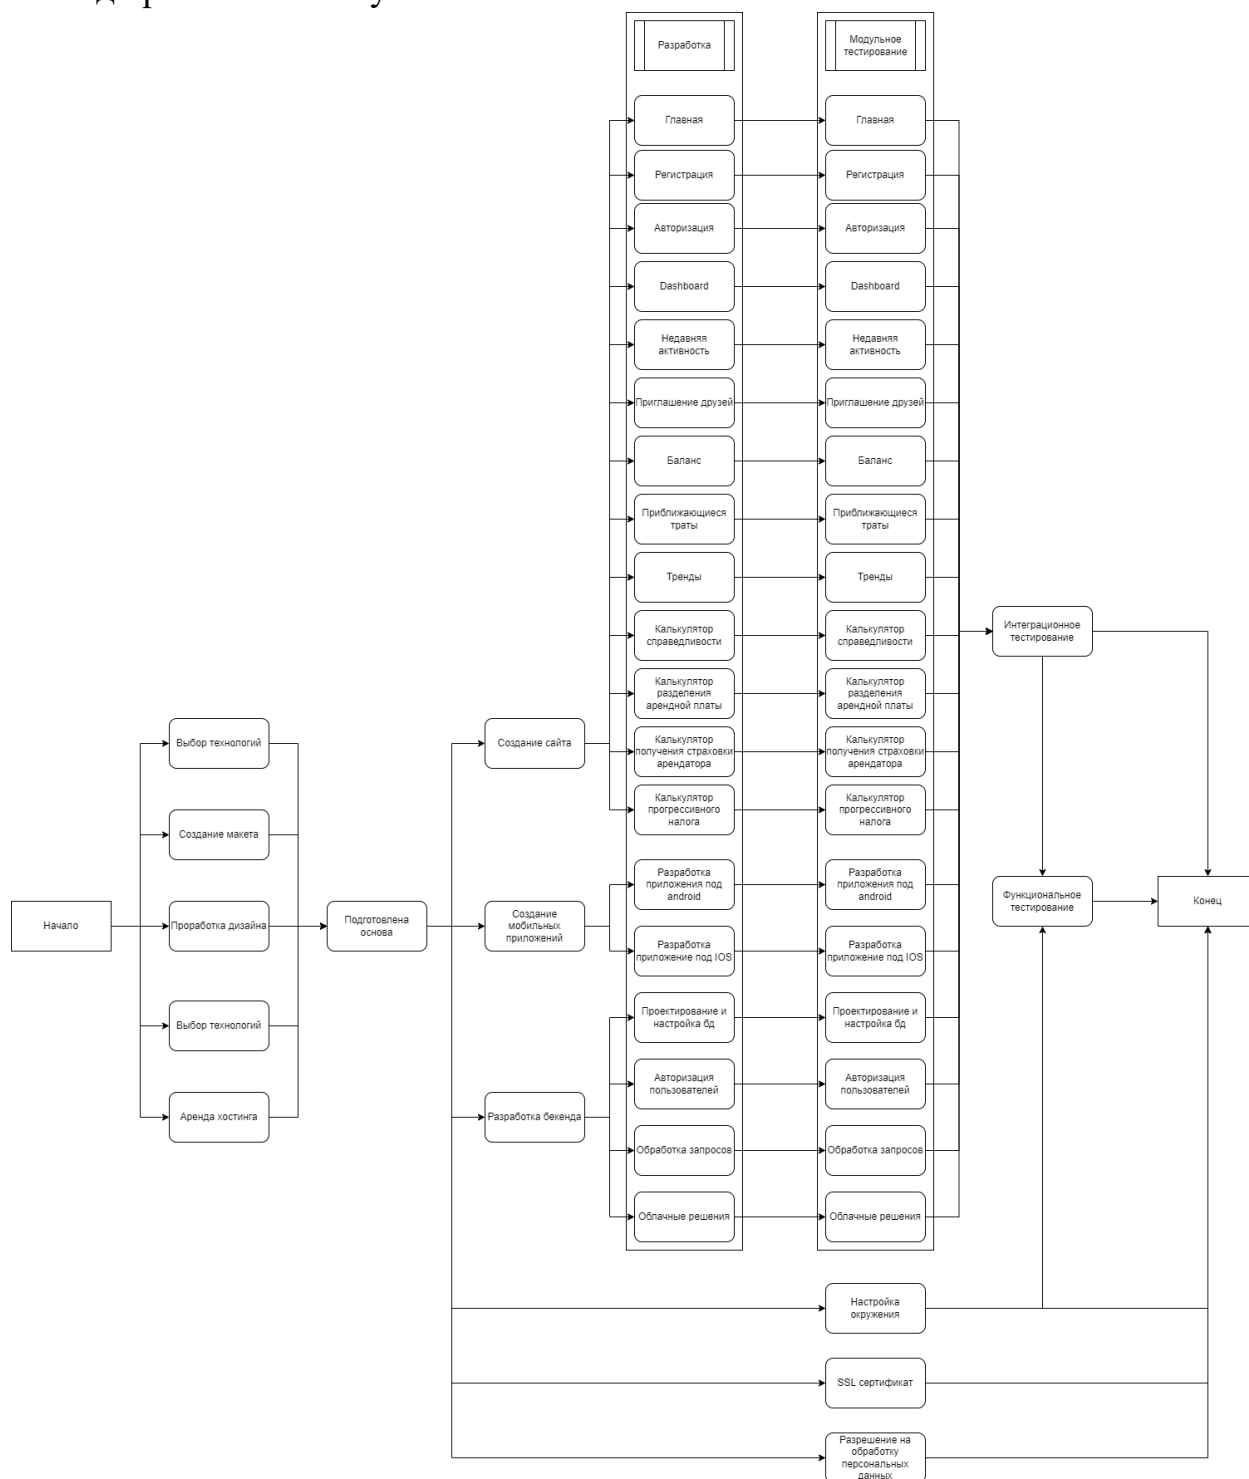 Разработка
Модульное
тестирование
Главная
Главная
Регистрация
Регистрация
Авторизация
Авторизация
Dashboard
Dashboard
Недавняя
активность
Недавняя
активность
Приглашение друзей
Приглашение друзей
Баланс
Баланс
Приближающиеся
траты
Приближающиеся
траты
Тренды
Тренды
Калькулятор
справедливости
Калькулятор
справедливости
Интеграционное
тестирование
Калькулятор
разделения
арендной платы
Калькулятор
разделения
арендной платы
Выбор технологий
Создание сайта
Калькулятор
получения страховки
арендатора
Калькулятор
получения страховки
арендатора
Создание макета
Калькулятор
прогрессивного
налога
Калькулятор
прогрессивного
налога
Разработка
приложения под
android
Разработка
приложения под
android
Функциональное
тестирование
Конец
Начало
Проработка дизайна
Подготовлена
основа
Создание
мобильных
приложений
Разработка
приложение под IOS
Разработка
приложение под IOS
Выбор технологий
Проектирование и
настройка бд
Проектирование и
настройка бд
Авторизация
пользователей
Авторизация
пользователей
Аренда хостинга
Разработка бекенда
Обработка запросов
Обработка запросов
Облачные решения
Облачные решения
Настройка
окружения
SSL сертификат
Разрешение на
обработку
персональных
данных